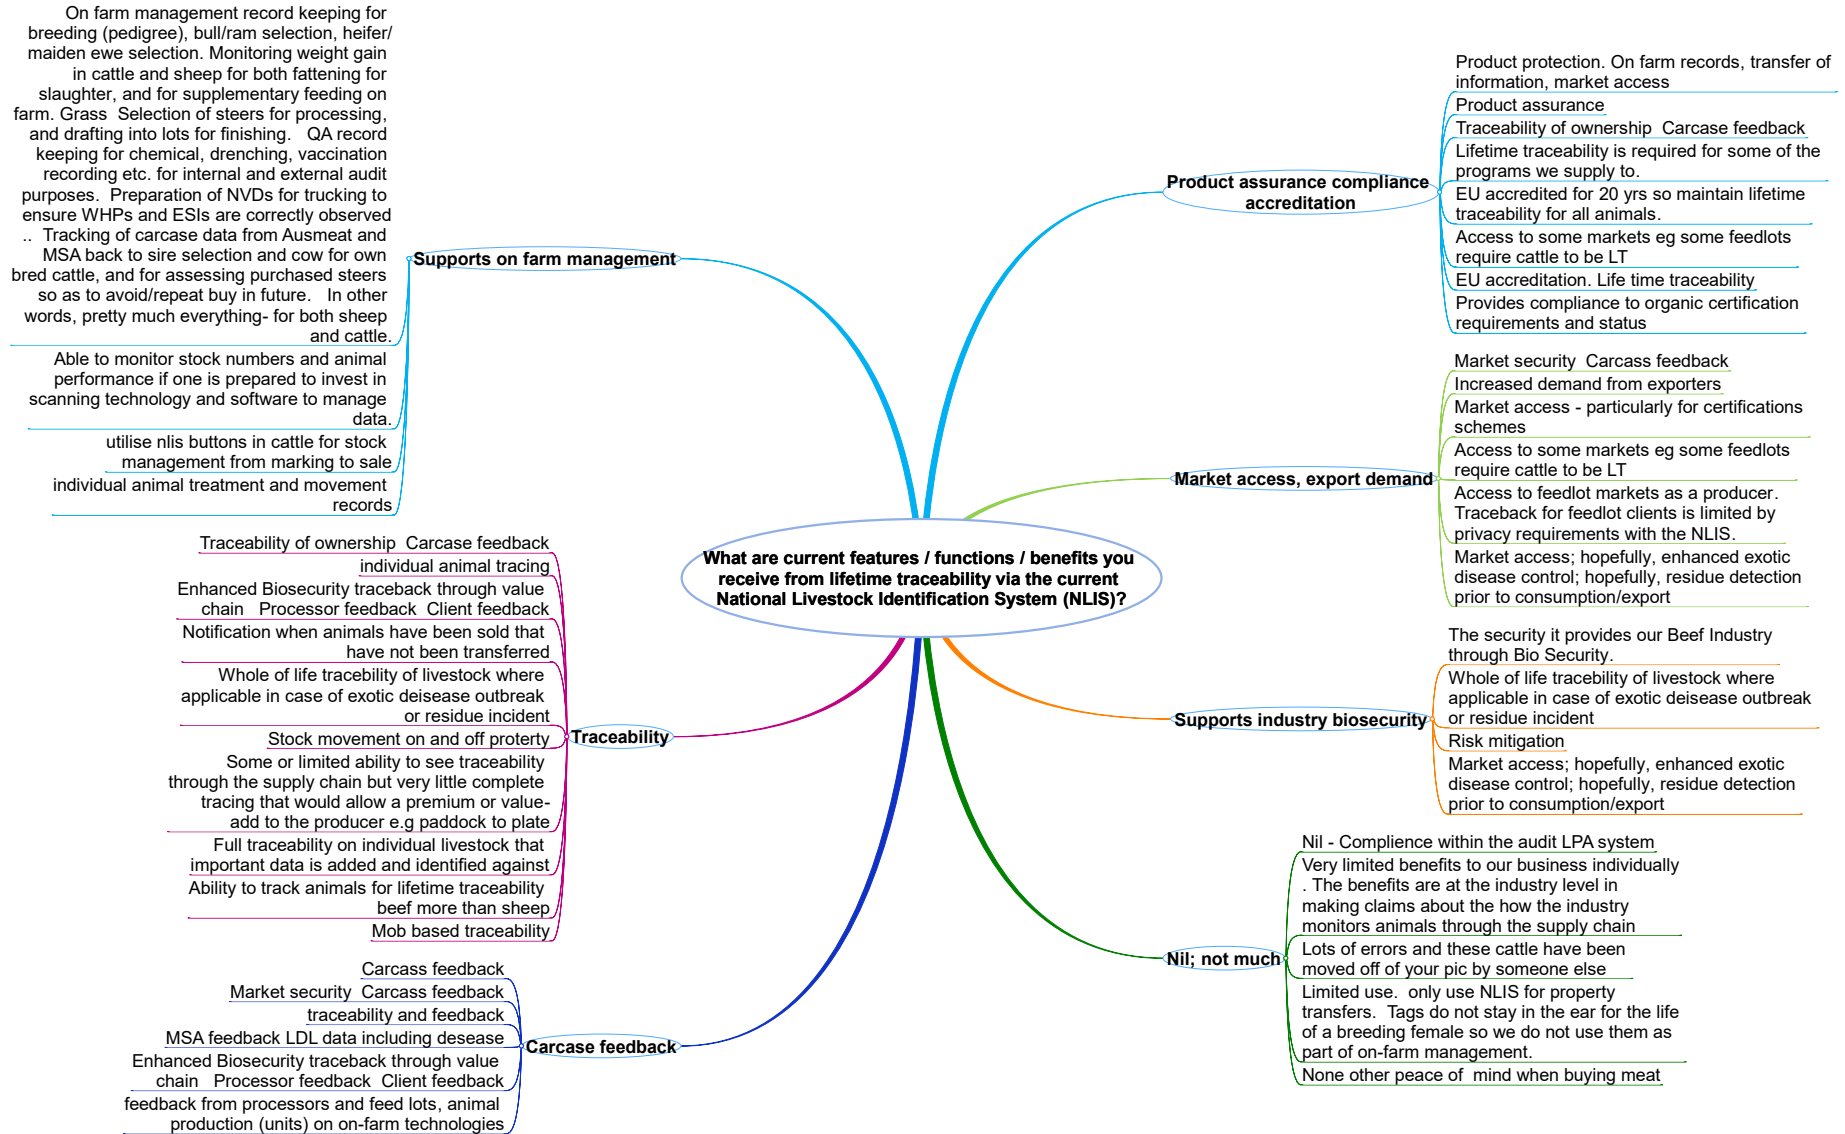 On farm management record keeping for
breeding (pedigree), bull/ram selection, heifer/
maiden ewe selection. Monitoring weight gain
in cattle and sheep for both fattening for
slaughter, and for supplementary feeding on
farm. Grass  Selection of steers for processing,
and drafting into lots for finishing.   QA record
keeping for chemical, drenching, vaccination
recording etc. for internal and external audit
purposes.  Preparation of NVDs for trucking to
ensure WHPs and ESIs are correctly observed
..  Tracking of carcase data from Ausmeat and
MSA back to sire selection and cow for own
bred cattle, and for assessing purchased steers
so as to avoid/repeat buy in future.   In other
words, pretty much everything- for both sheep
and cattle.
Able to monitor stock numbers and animal
performance if one is prepared to invest in
scanning technology and software to manage
data.
utilise nlis buttons in cattle for stock
management from marking to sale
individual animal treatment and movement
records
Supports on farm management
Traceability of ownership  Carcase feedback
individual animal tracing
Enhanced Biosecurity traceback through value
chain   Processor feedback  Client feedback
Notification when animals have been sold that
have not been transferred
Whole of life tracebility of livestock where
applicable in case of exotic deisease outbreak
or residue incident
Stock movement on and off proterty
Some or limited ability to see traceability
through the supply chain but very little complete
tracing that would allow a premium or value-
add to the producer e.g paddock to plate
Full traceability on individual livestock that
important data is added and identified against
Ability to track animals for lifetime traceability
beef more than sheep
Mob based traceability
Traceability
Carcass feedback
Market security  Carcass feedback
traceability and feedback
MSA feedback LDL data including desease
Enhanced Biosecurity traceback through value
chain   Processor feedback  Client feedback
feedback from processors and feed lots, animal
production (units) on on-farm technologies
Carcase feedback
What are current features / functions / benefits you
receive from lifetime traceability via the current
National Livestock Identification System (NLIS)?
Product assurance compliance
accreditation
Product protection. On farm records, transfer of
information, market access
Product assurance
Traceability of ownership  Carcase feedback
Lifetime traceability is required for some of the
programs we supply to.
EU accredited for 20 yrs so maintain lifetime
traceability for all animals.
Access to some markets eg some feedlots
require cattle to be LT
EU accreditation. Life time traceability
Provides compliance to organic certification
requirements and status
Market access, export demand
Market security  Carcass feedback
Increased demand from exporters
Market access - particularly for certifications
schemes
Access to some markets eg some feedlots
require cattle to be LT
Access to feedlot markets as a producer.
Traceback for feedlot clients is limited by
privacy requirements with the NLIS.
Market access; hopefully, enhanced exotic
disease control; hopefully, residue detection
prior to consumption/export
Supports industry biosecurity
The security it provides our Beef Industry
through Bio Security.
Whole of life tracebility of livestock where
applicable in case of exotic deisease outbreak
or residue incident
Risk mitigation
Market access; hopefully, enhanced exotic
disease control; hopefully, residue detection
prior to consumption/export
Nil; not much
Nil - Complience within the audit LPA system
Very limited benefits to our business individually
. The benefits are at the industry level in
making claims about the how the industry
monitors animals through the supply chain
Lots of errors and these cattle have been
moved off of your pic by someone else
Limited use.  only use NLIS for property
transfers.  Tags do not stay in the ear for the life
of a breeding female so we do not use them as
part of on-farm management.
None other peace of  mind when buying meat